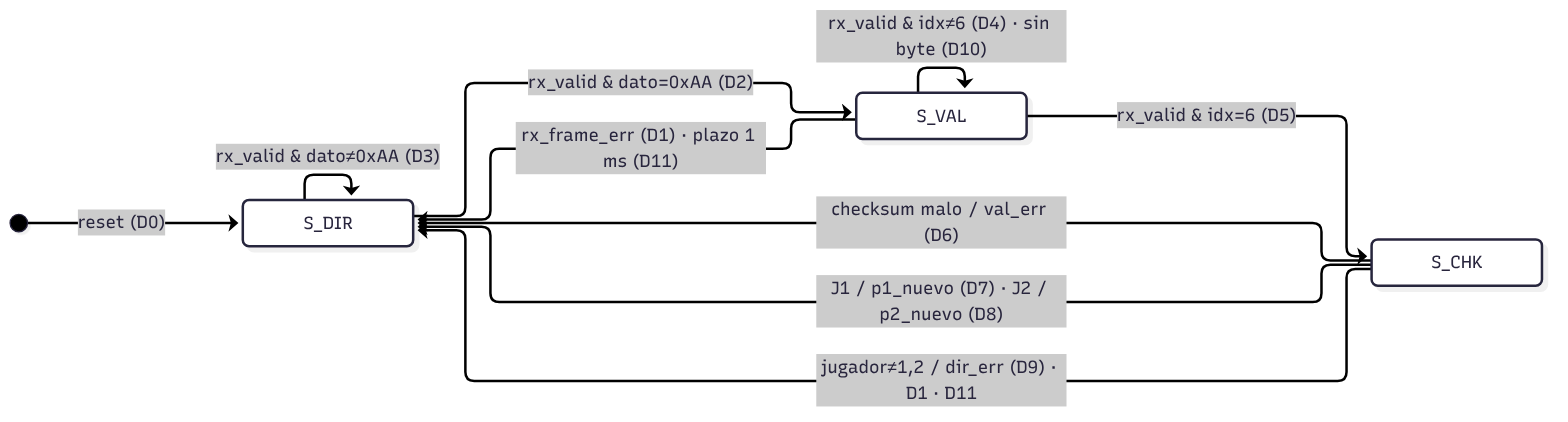 rx_valid & idx≠6 (D4) · sin
byte (D10)
rx_valid & dato=0xAA (D2)
S_VAL
rx_valid & idx=6 (D5)
rx_frame_err (D1) · plazo 1
ms (D11)
rx_valid & dato≠0xAA (D3)
reset (D0)
S_DIR
checksum malo / val_err
(D6)
S_CHK
J1 / p1_nuevo (D7) · J2 /
p2_nuevo (D8)
jugador≠1,2 / dir_err (D9) ·
D1 · D11